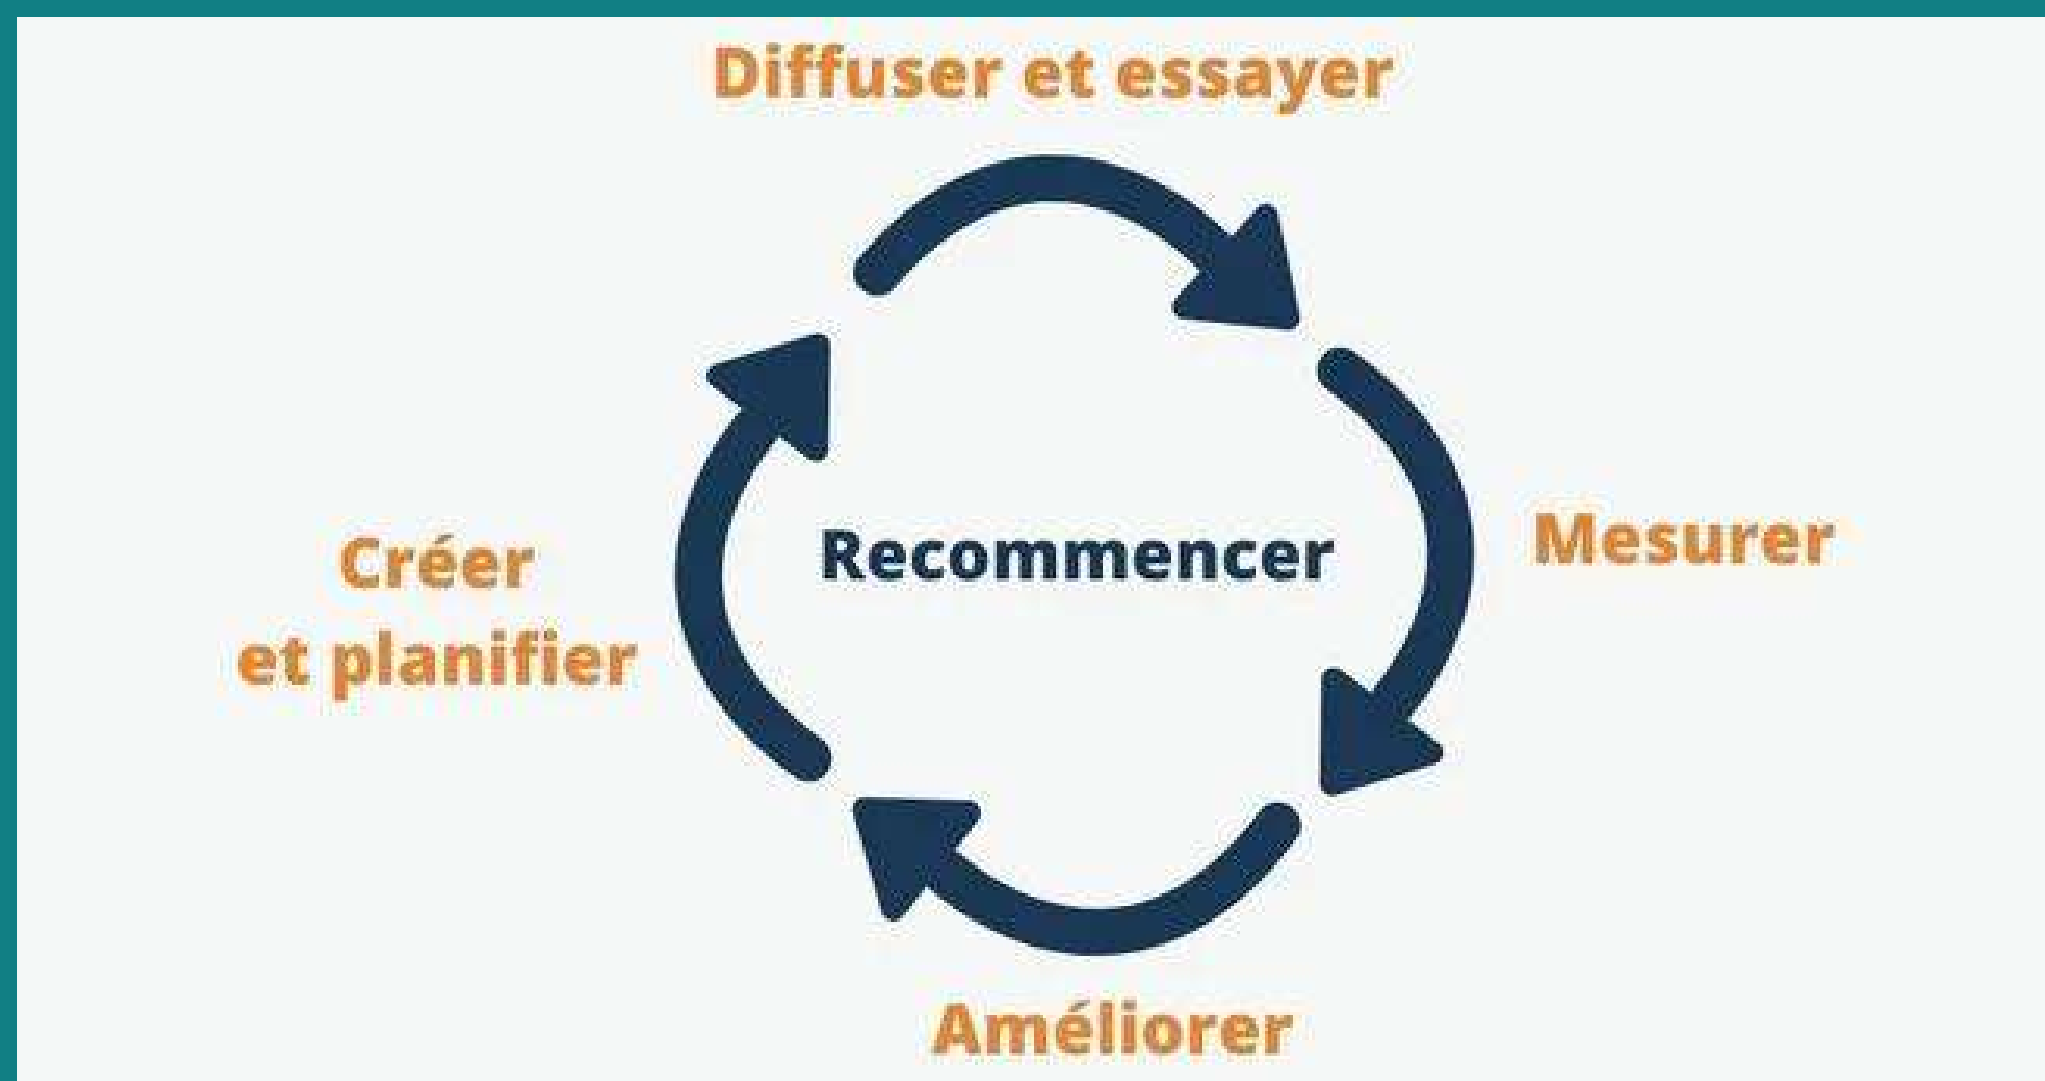 Diffuser et essayer
Mesurer
Recommencer
Créer
et planifier
Améliorer